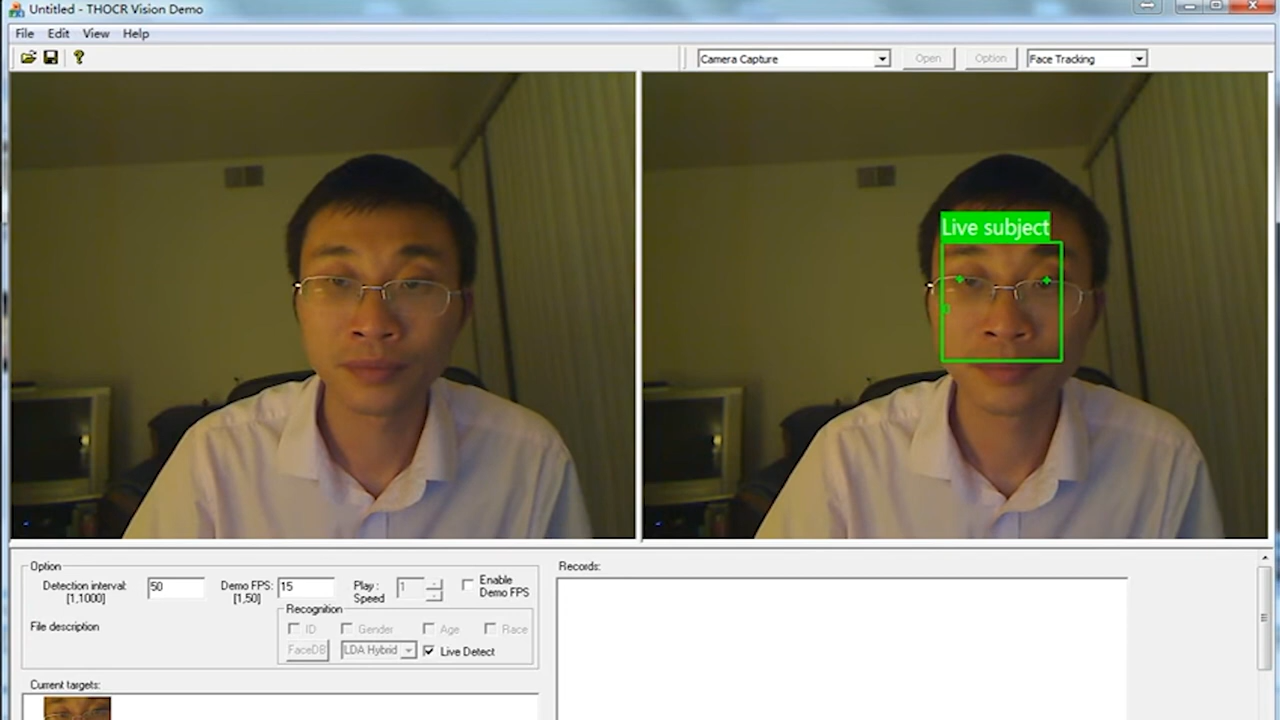 Untitled - THOCR Vision Demo
File Edit View Help
Camera Capture Open Option Face Tracking
Live subject
Option
Detection interval: 50 Demo FPS: 15 Play : 1 Enable
[1,1000] [1,50] Speed Demo FPS
Recognition
File description
ID Gender Age Race
FaceDB LDA Hybrid Live Detect
Records:
Current targets: